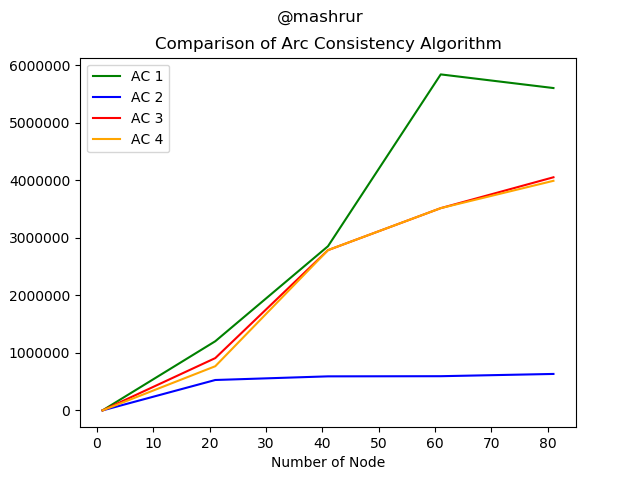 @mashrur
Comparison of Arc Consistency Algorithm
AC 1
AC 2
AC 3
AC 4
6000000
5000000
4000000
3000000
2000000
1000000
0
0 10 20 30 40 50 60 70 80
Number of Node